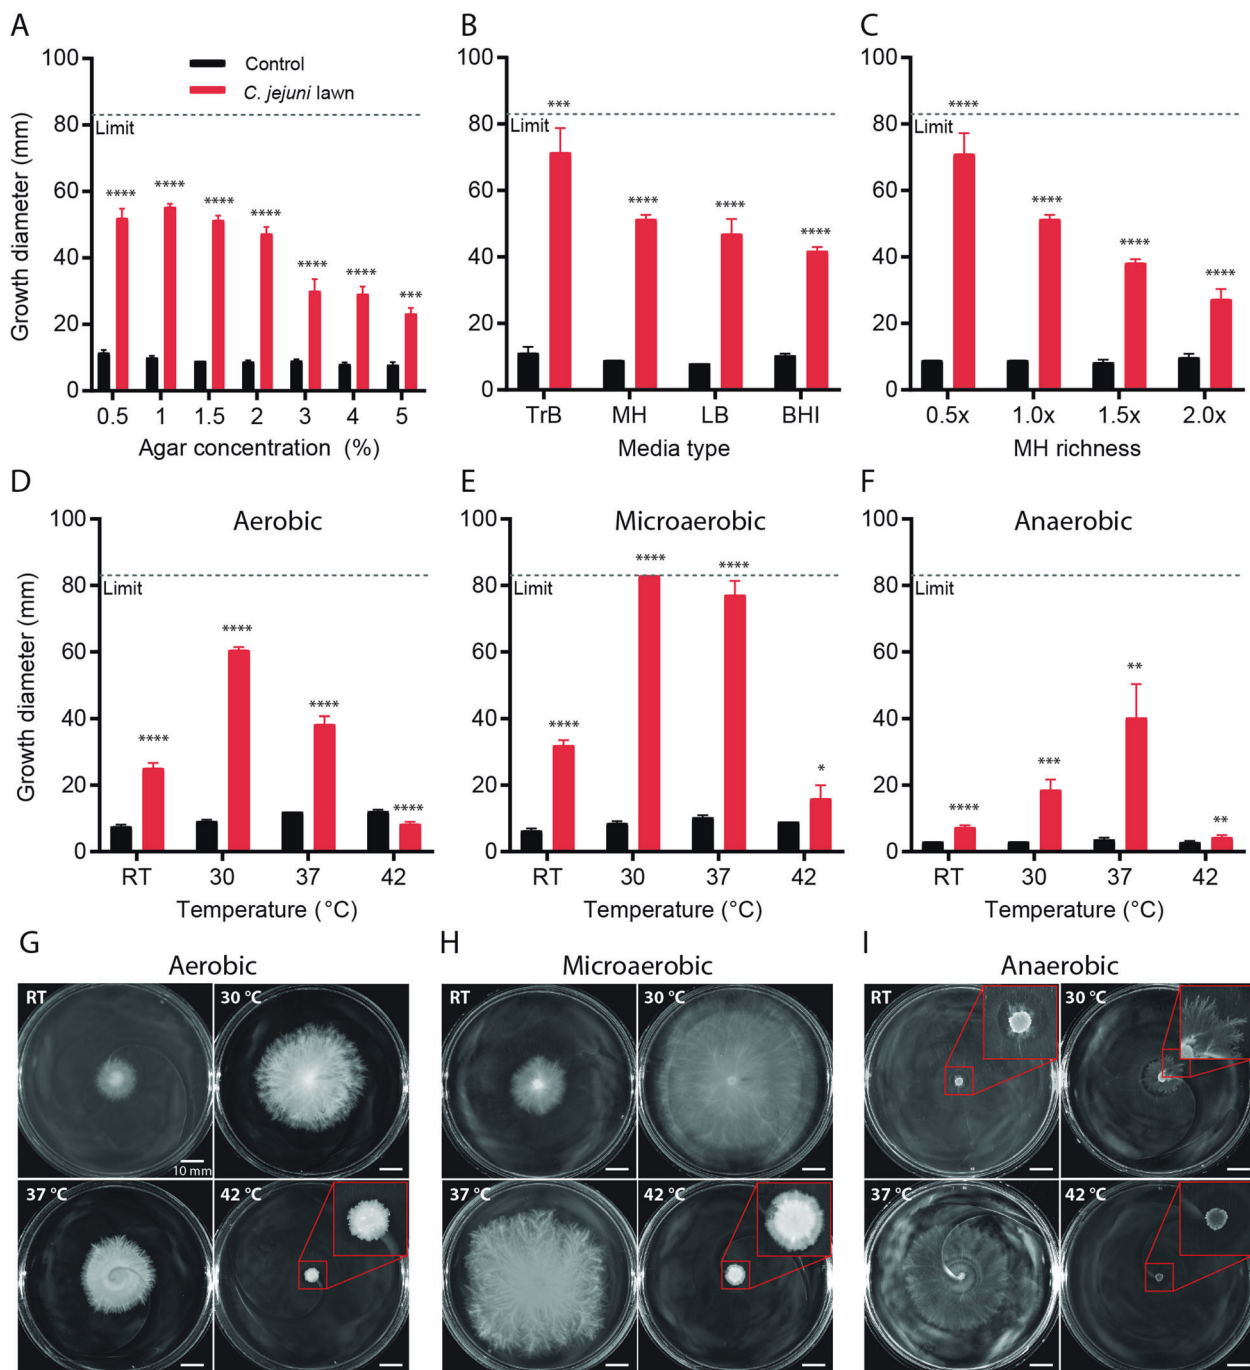 A
100
80
60
40
20
0
Growth diameter (mm)
Control
C. jejuni lawn
Limit
****
****
****
****
****
****
***
0.5 1 1.5 2 3 4 5
Agar concentration (%)
B
100
80
60
40
20
0
Limit
***
****
****
****
TrB MH LB BHI
Media type
C
100
80
60
40
20
0
Limit
****
****
****
****
0.5x 1.0x 1.5x 2.0x
MH richness
D
Aerobic
100
80
60
40
20
0
Growth diameter (mm)
Limit
****
****
****
****
RT 30 37 42
Temperature (°C)
E
Microaerobic
100
80
60
40
20
0
Limit
****
****
****
*
RT 30 37 42
Temperature (°C)
F
Anaerobic
100
80
60
40
20
0
Limit
****
***
**
**
RT 30 37 42
Temperature (°C)
G
Aerobic
RT
30 °C
10 mm
37 °C
42 °C
H
Microaerobic
RT
30 °C
37 °C
42 °C
I
Anaerobic
RT
30 °C
37 °C
42 °C